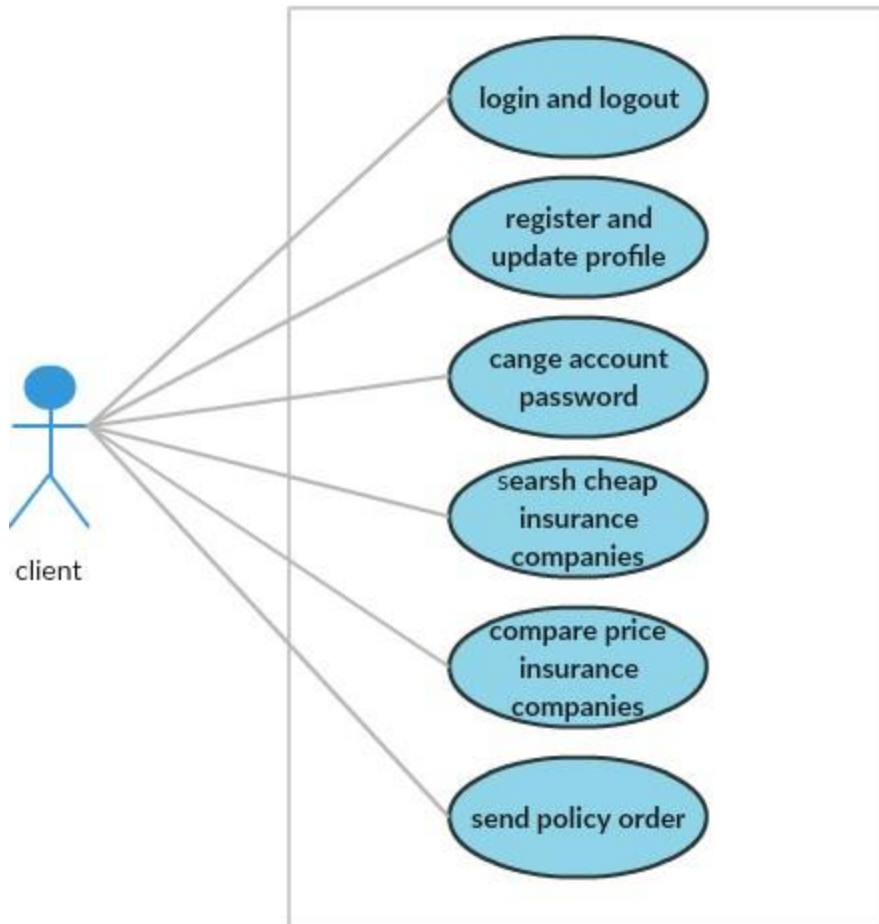 login and logout
register and
update profile
cange account
password
searsh cheap
insurance
companies
compare price
insurance
companies
send policy order
client